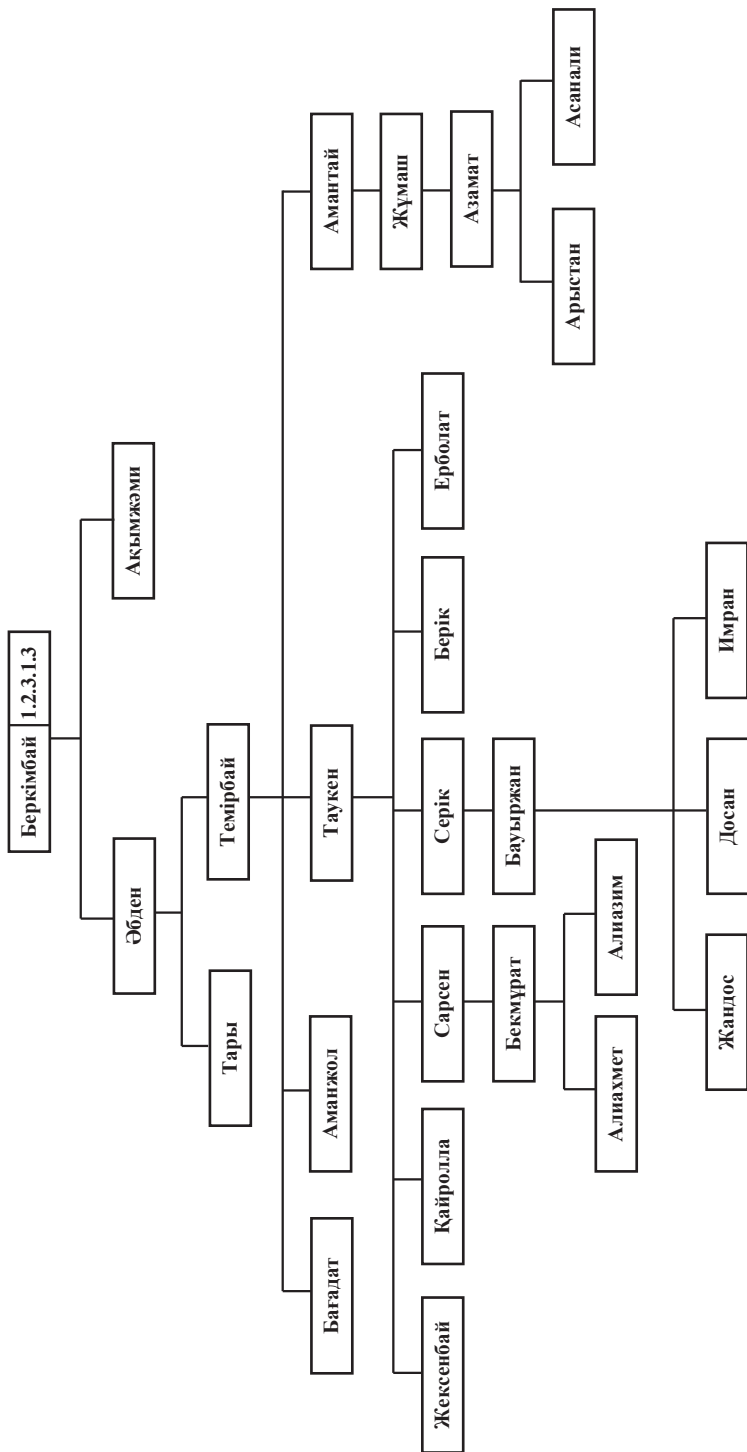 Беркімбай 1.2.3.1.3
Әбден
Ақымжәми
Тары
Темірбай
Бағадат
Аманжол
Таукен
Амантай
Жексенбай
Қайролла
Сарсен
Серік
Берік
Ерболат
Жұмаш
Бекмұрат
Бауыржан
Азамат
Алиахмет
Алиазим
Арыстан
Асанали
Жандос
Досан
Имран